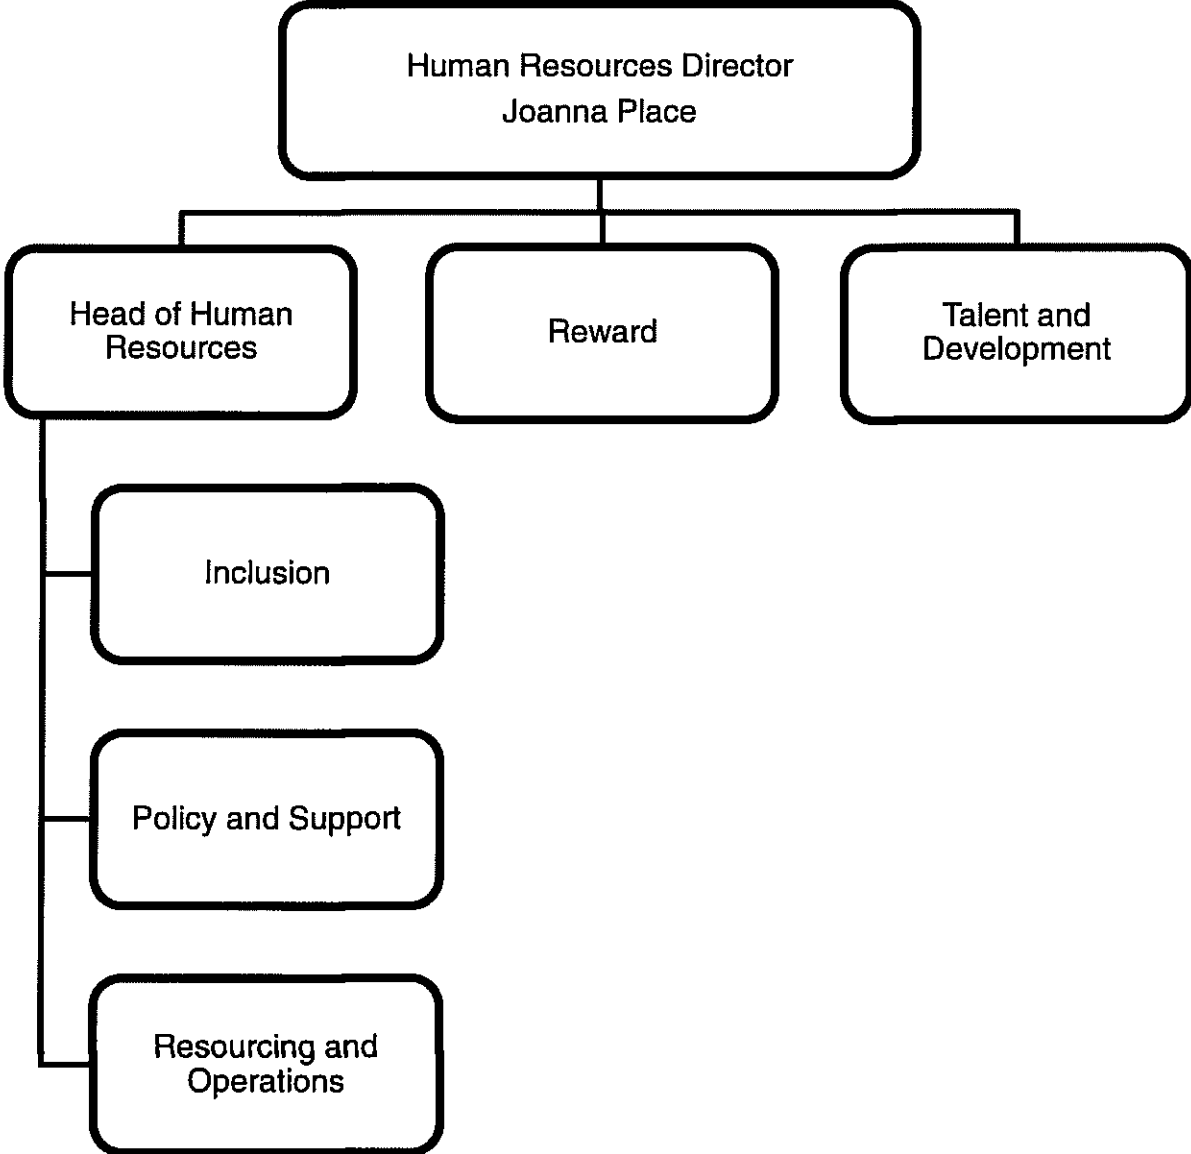 Human Resources Director
Joanna Place
Head of Human
Resources
Reward
Talent and
Development
Inclusion
Policy and Support
Resourcing and
Operations